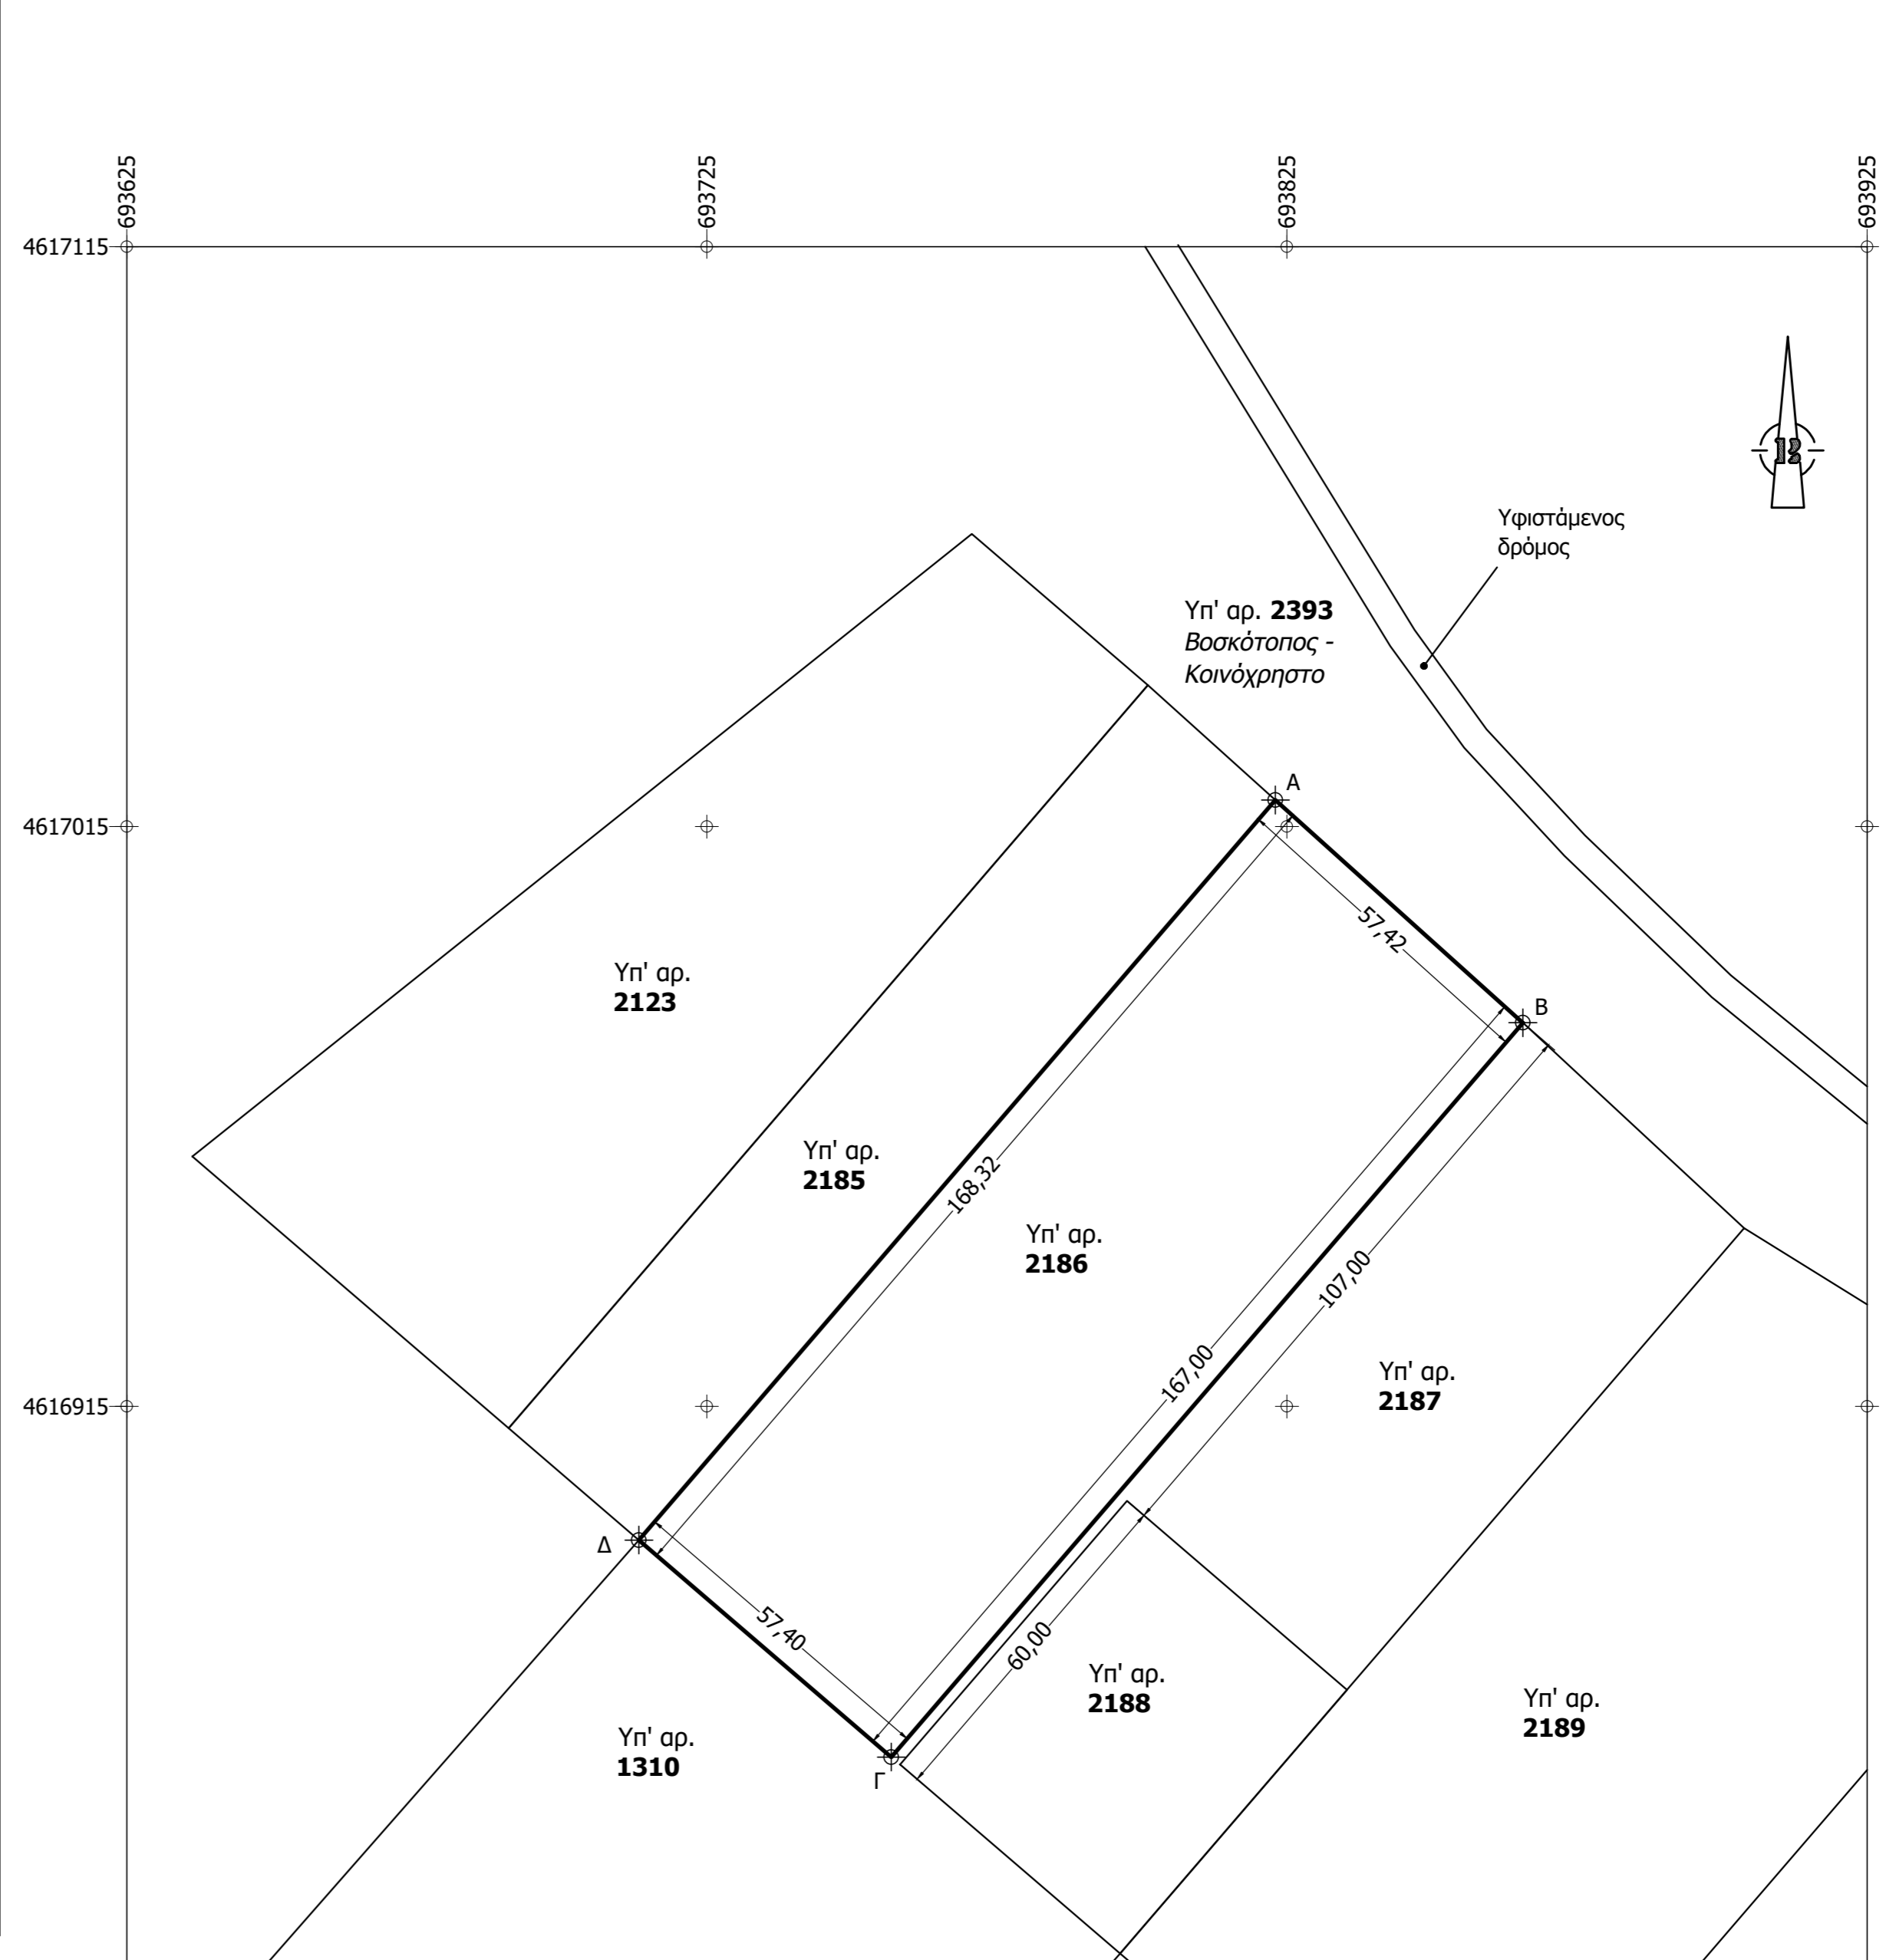 693625
693725
693825
693925
4617115
Υφιστάμενος
δρόμος
Υπ' αρ. 2393
Βοσκότοπος -
Κοινόχρηστο
Α
4617015
57,42
Υπ' αρ.
2123
Β
Υπ' αρ.
2185
168,32
Υπ' αρ.
2186
107,00
167,00
Υπ' αρ.
2187
4616915
Δ
57,40
60,00
Υπ' αρ.
2188
Υπ' αρ.
2189
Υπ' αρ.
1310
Γ